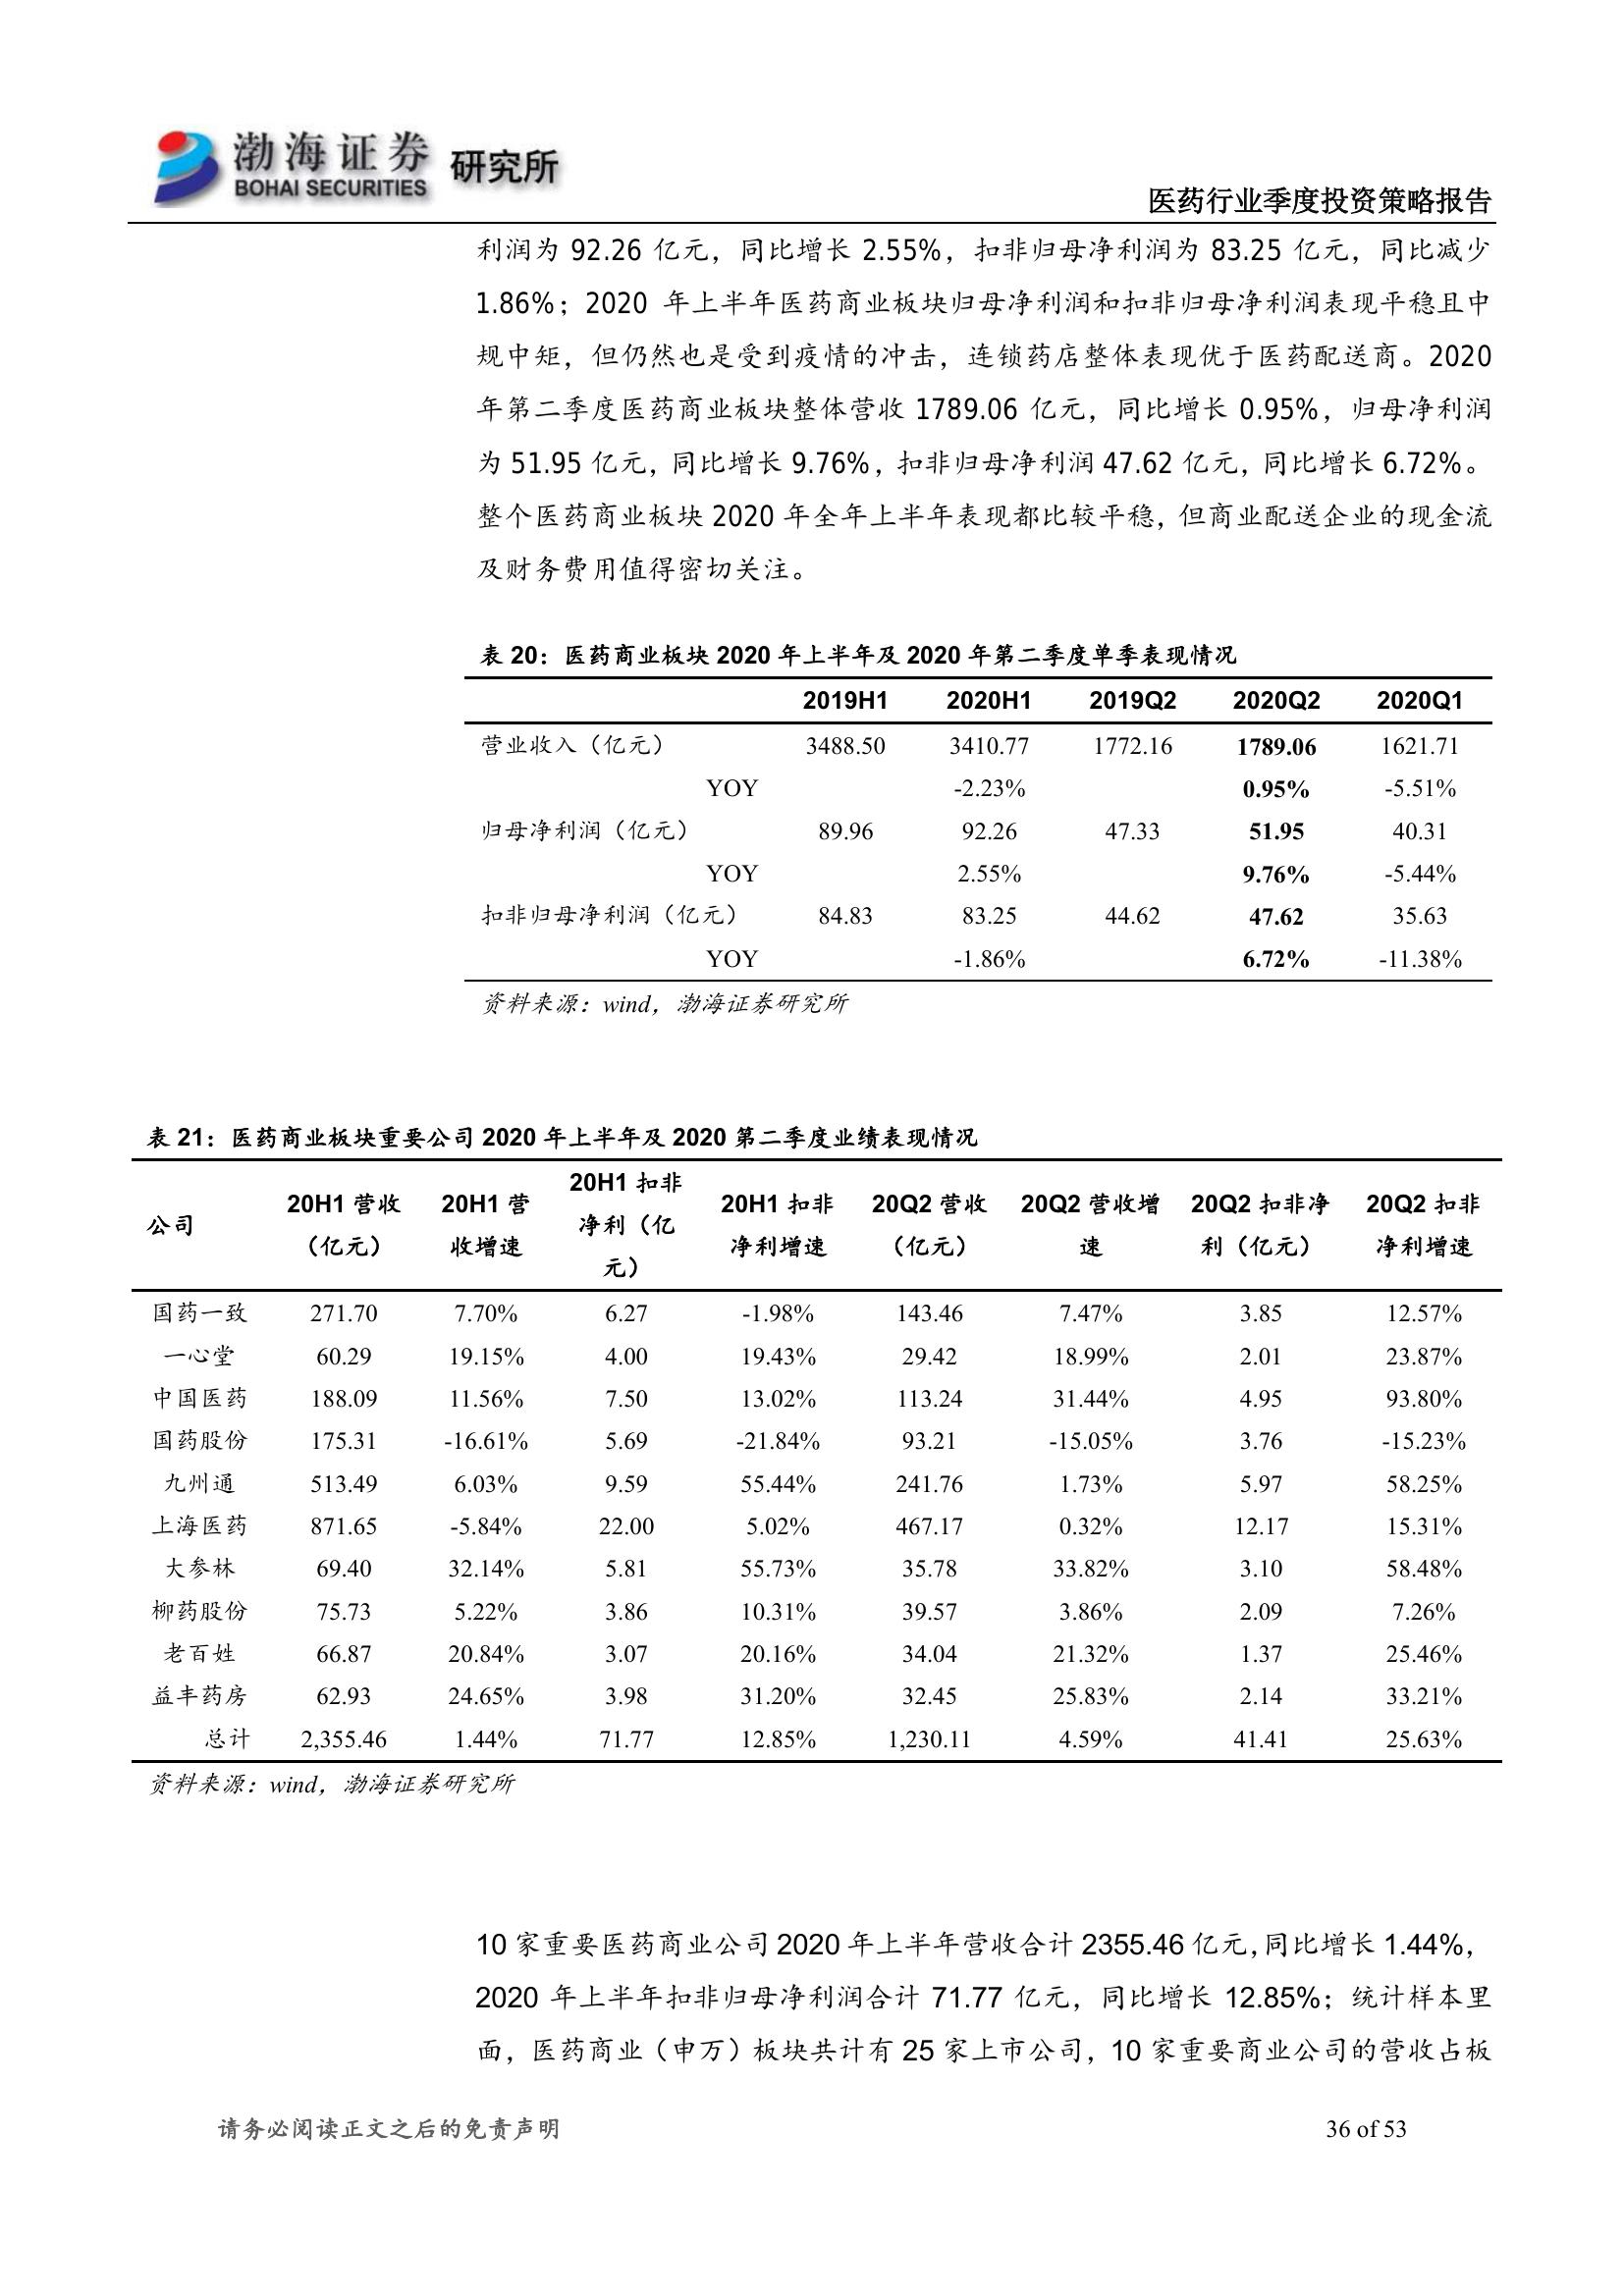 渤海证券 研究所
BOHAI SECURITIES
医药行业季度投资策略报告
利润为 92.26 亿元，同比增长 2.55%，扣非归母净利润为 83.25 亿元，同比减少
1.86%；2020 年上半年医药商业板块归母净利润和扣非归母净利润表现平稳且中
规中矩，但仍然也是受到疫情的冲击，连锁药店整体表现优于医药配送商。2020
年第二季度医药商业板块整体营收 1789.06 亿元，同比增长 0.95%，归母净利润
为 51.95 亿元，同比增长 9.76%，扣非归母净利润 47.62 亿元，同比增长 6.72%。
整个医药商业板块 2020 年全年上半年表现都比较平稳，但商业配送企业的现金流
及财务费用值得密切关注。
表 20：医药商业板块 2020 年上半年及 2020 年第二季度单季表现情况
2019H1 2020H1 2019Q2 2020Q2 2020Q1
营业收入（亿元） 3488.50 3410.77 1772.16 1789.06 1621.71
YOY -2.23% 0.95% -5.51%
归母净利润（亿元） 89.96 92.26 47.33 51.95 40.31
YOY 2.55% 9.76% -5.44%
扣非归母净利润（亿元） 84.83 83.25 44.62 47.62 35.63
YOY -1.86% 6.72% -11.38%
资料来源：wind，渤海证券研究所
表 21：医药商业板块重要公司 2020 年上半年及 2020 第二季度业绩表现情况
公司 20H1 营收（亿元） 20H1 营收增速 20H1 扣非净利（亿元） 20H1 扣非净利增速 20Q2 营收（亿元） 20Q2 营收增速 20Q2 扣非净利（亿元） 20Q2 扣非净利增速
国药一致 271.70 7.70% 6.27 -1.98% 143.46 7.47% 3.85 12.57%
一心堂 60.29 19.15% 4.00 19.43% 29.42 18.99% 2.01 23.87%
中国医药 188.09 11.56% 7.50 13.02% 113.24 31.44% 4.95 93.80%
国药股份 175.31 -16.61% 5.69 -21.84% 93.21 -15.05% 3.76 -15.23%
九州通 513.49 6.03% 9.59 55.44% 241.76 1.73% 5.97 58.25%
上海医药 871.65 -5.84% 22.00 5.02% 467.17 0.32% 12.17 15.31%
大参林 69.40 32.14% 5.81 55.73% 35.78 33.82% 3.10 58.48%
柳药股份 75.73 5.22% 3.86 10.31% 39.57 3.86% 2.09 7.26%
老百姓 66.87 20.84% 3.07 20.16% 34.04 21.32% 1.37 25.46%
益丰药房 62.93 24.65% 3.98 31.20% 32.45 25.83% 2.14 33.21%
总计 2,355.46 1.44% 71.77 12.85% 1,230.11 4.59% 41.41 25.63%
资料来源：wind，渤海证券研究所
10 家重要医药商业公司 2020 年上半年营收合计 2355.46 亿元，同比增长 1.44%，
2020 年上半年扣非归母净利润合计 71.77 亿元，同比增长 12.85%；统计样本里
面，医药商业（申万）板块共计有 25 家上市公司，10 家重要商业公司的营收占板
请务必阅读正文之后的免责声明
36 of 53